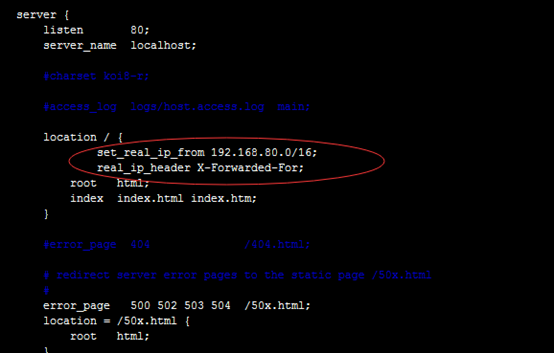 server {
    listen       80;
    server_name  localhost;
    #charset koi8-r;
    #access_log  logs/host.access.log  main;
    location / {
            set_real_ip_from 192.168.80.0/16;
            real_ip_header X-Forwarded-For;
        root   html;
        index  index.html index.htm;
    }
    #error_page  404              /404.html;
    # redirect server error pages to the static page /50x.html
    #
    error_page   500 502 503 504  /50x.html;
    location = /50x.html {
        root   html;
    }